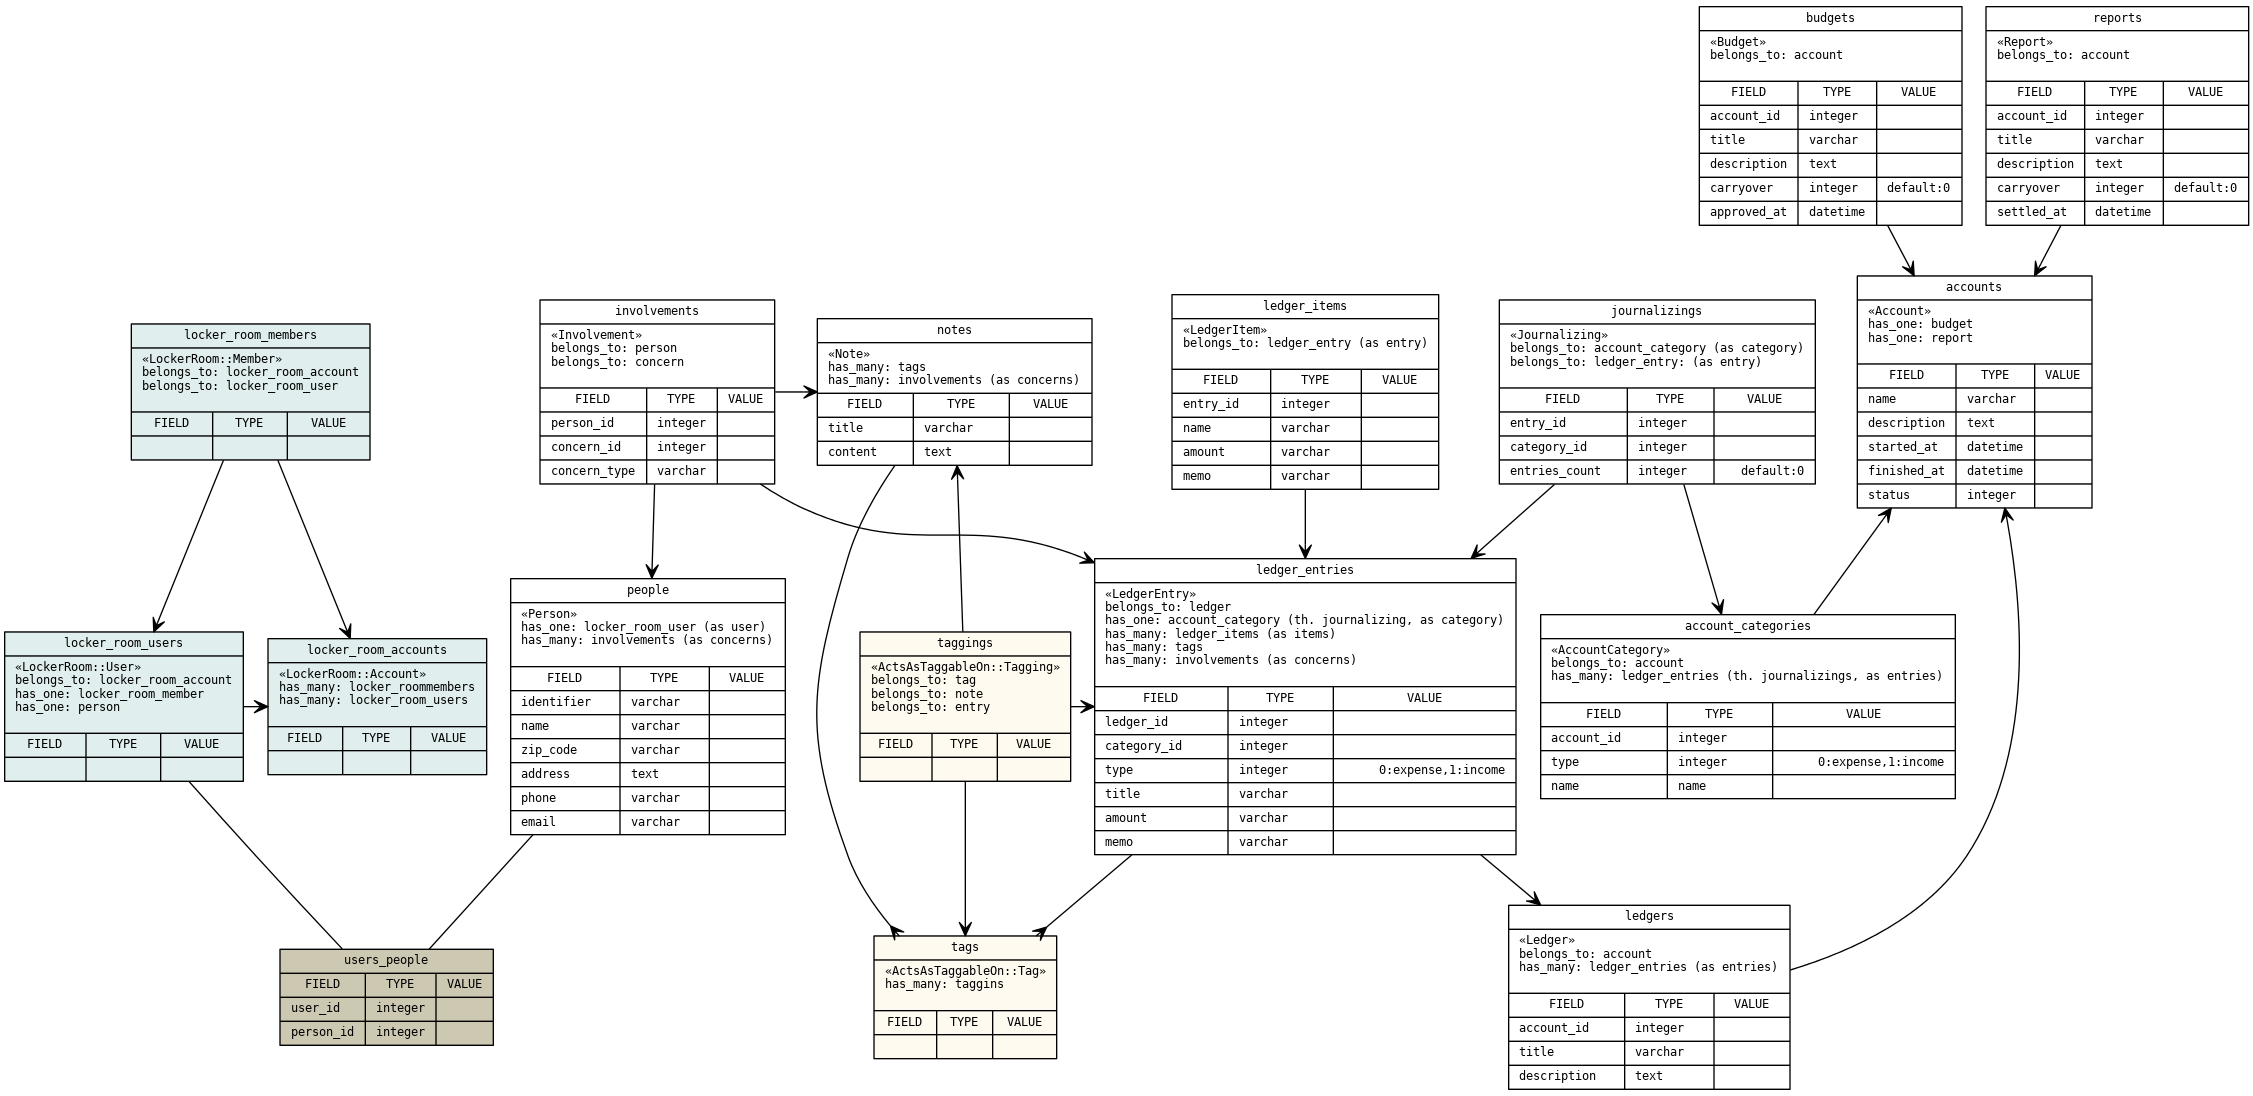 budgets
«Budget»
belongs_to: account
FIELD TYPE VALUE
account_id integer
title varchar
description text
carryover integer default:0
approved_at datetime
reports
«Report»
belongs_to: account
FIELD TYPE VALUE
account_id integer
title varchar
description text
carryover integer default:0
settled_at datetime
locker_room_members
«LockerRoom::Member»
belongs_to: locker_room_account
belongs_to: locker_room_user
FIELD TYPE VALUE
involvements
«Involvement»
belongs_to: person
belongs_to: concern
FIELD TYPE VALUE
person_id integer
concern_id integer
concern_type varchar
notes
«Note»
has_many: tags
has_many: involvements (as concerns)
FIELD TYPE VALUE
title varchar
content text
ledger_items
«LedgerItem»
belongs_to: ledger_entry (as entry)
FIELD TYPE VALUE
entry_id integer
name varchar
amount varchar
memo varchar
journalizings
«Journalizing»
belongs_to: account_category (as category)
belongs_to: ledger_entry: (as entry)
FIELD TYPE VALUE
entry_id integer
category_id integer
entries_count integer default:0
accounts
«Account»
has_one: budget
has_one: report
FIELD TYPE VALUE
name varchar
description text
started_at datetime
finished_at datetime
status integer
locker_room_users
«LockerRoom::User»
belongs_to: locker_room_account
has_one: locker_room_member
has_one: person
FIELD TYPE VALUE
locker_room_accounts
«LockerRoom::Account»
has_many: locker_roommembers
has_many: locker_room_users
FIELD TYPE VALUE
people
«Person»
has_one: locker_room_user (as user)
has_many: involvements (as concerns)
FIELD TYPE VALUE
identifier varchar
name varchar
zip_code varchar
address text
phone varchar
email varchar
taggings
«ActsAsTaggableOn::Tagging»
belongs_to: tag
belongs_to: note
belongs_to: entry
FIELD TYPE VALUE
ledger_entries
«LedgerEntry»
belongs_to: ledger
has_one: account_category (th. journalizing, as category)
has_many: ledger_items (as items)
has_many: tags
has_many: involvements (as concerns)
FIELD TYPE VALUE
ledger_id integer
category_id integer
type integer 0:expense,1:income
title varchar
amount varchar
memo varchar
account_categories
«AccountCategory»
belongs_to: account
has_many: ledger_entries (th. journalizings, as entries)
FIELD TYPE VALUE
account_id integer
type integer 0:expense,1:income
name name
users_people
FIELD TYPE VALUE
user_id integer
person_id integer
tags
«ActsAsTaggableOn::Tag»
has_many: taggins
FIELD TYPE VALUE
ledgers
«Ledger»
belongs_to: account
has_many: ledger_entries (as entries)
FIELD TYPE VALUE
account_id integer
title varchar
description text